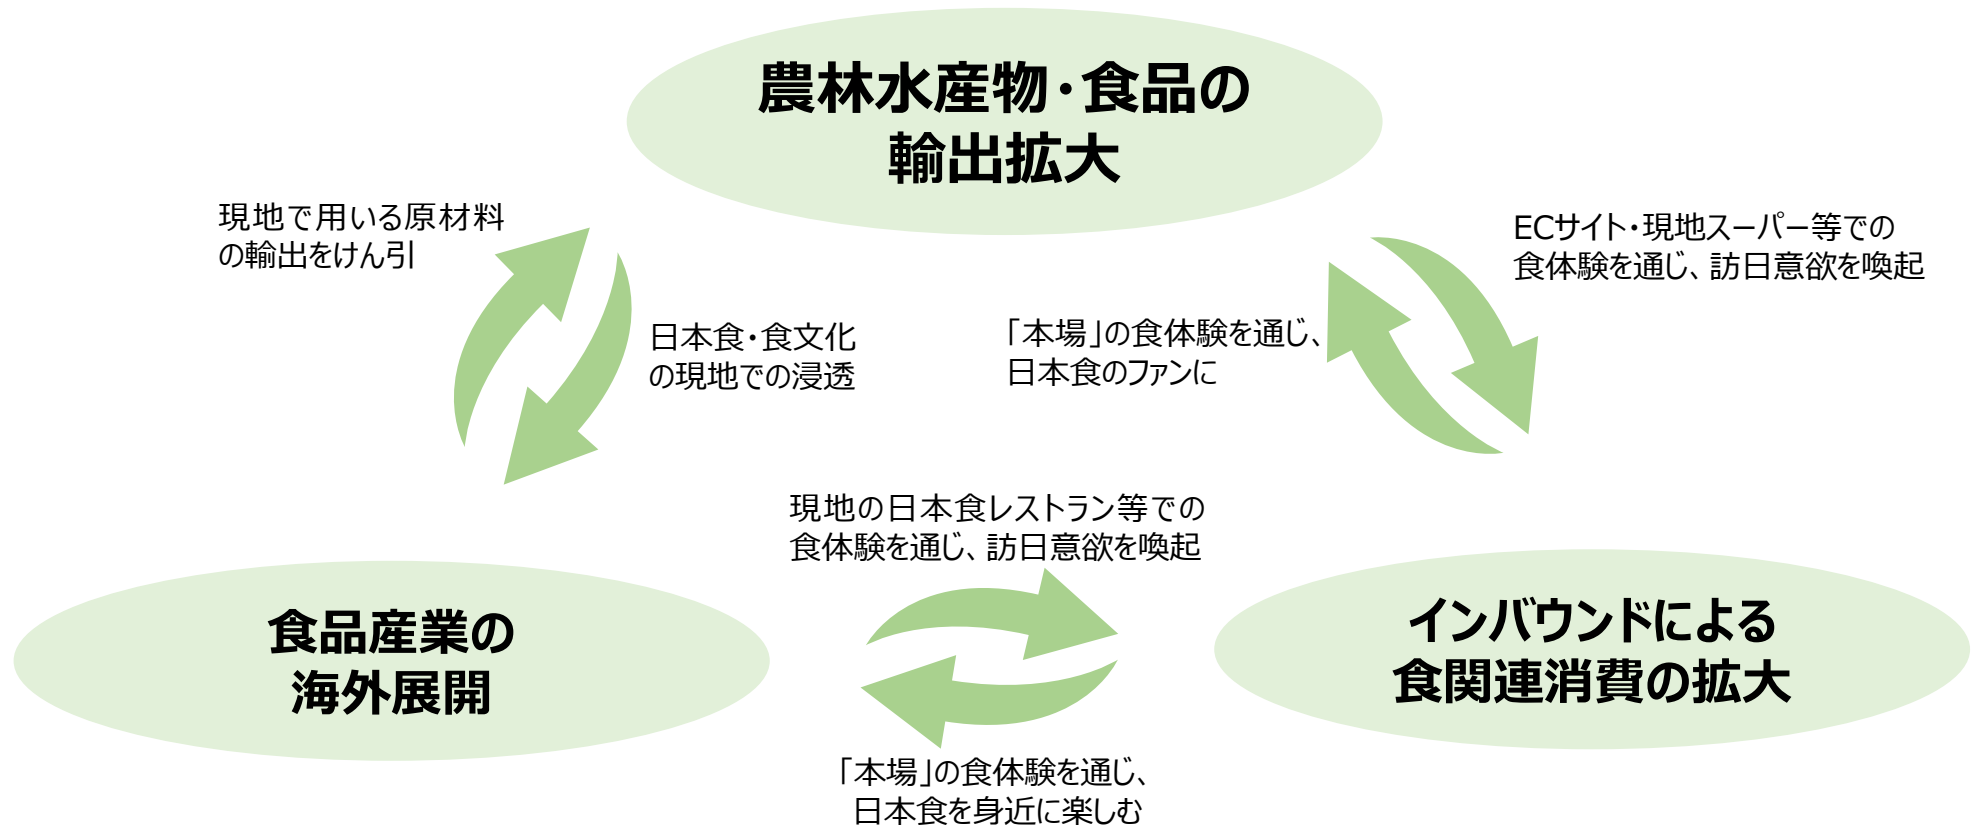 農林水産物・食品の
輸出拡大
現地で用いる原材料
の輸出をけん引
ECサイト・現地スーパー等での
食体験を通じ、訪日意欲を喚起
日本食・食文化
の現地での浸透
「本場」の食体験を通じ、
日本食のファンに
現地の日本食レストラン等での
食体験を通じ、訪日意欲を喚起
食品産業の
海外展開
インバウンドによる
食関連消費の拡大
「本場」の食体験を通じ、
日本食を身近に楽しむ